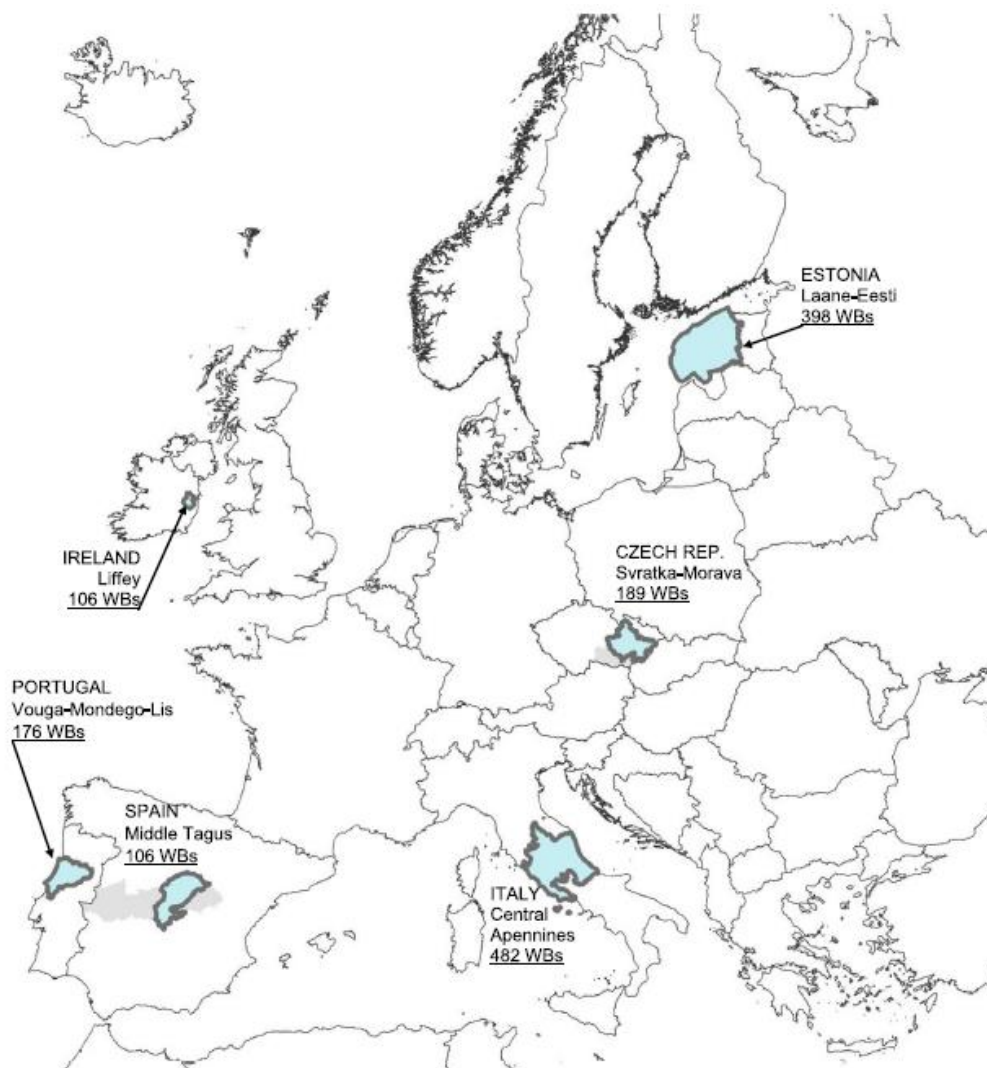 ESTONIA
Laane-Eesti
398 WBs
IRELAND
Liffey
106 WBs
CZECH REP.
Svratka-Morava
189 WBs
PORTUGAL
Vouga-Mondego-Lis
176 WBs
SPAIN
Middle Tagus
106 WBs
ITALY
Central
Apennines
482 WBs